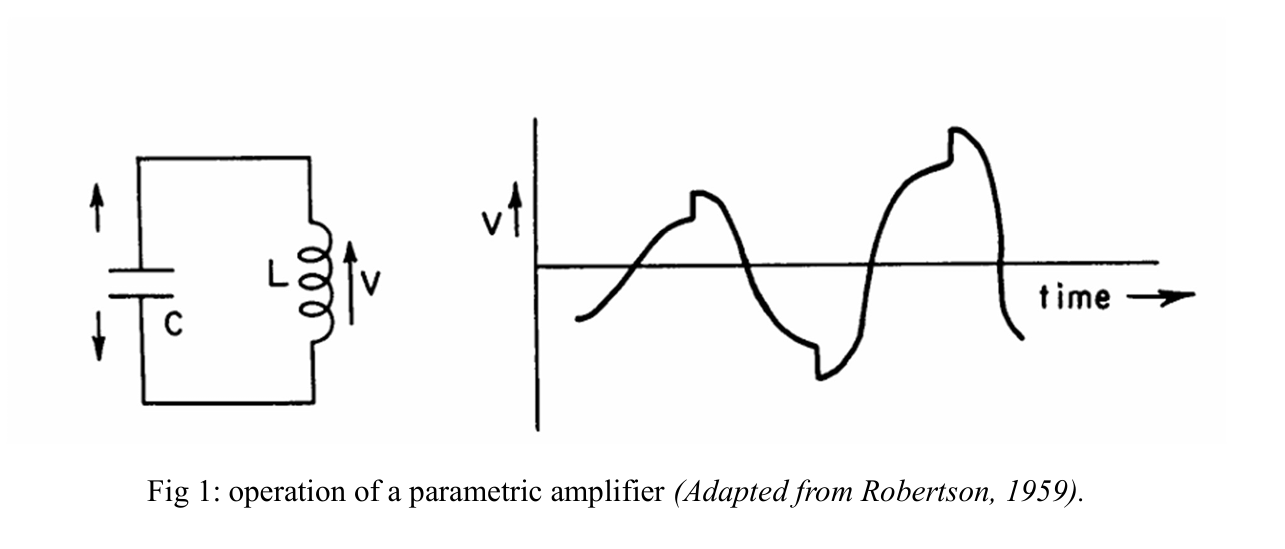 L
V
C
V
time
Fig 1: operation of a parametric amplifier (Adapted from Robertson, 1959).